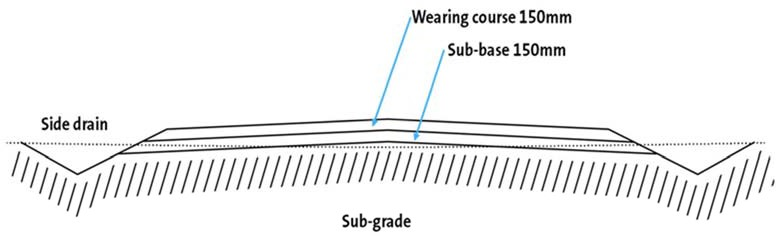 Wearing course 150mm
Sub-base 150mm
Side drain
Sub-grade